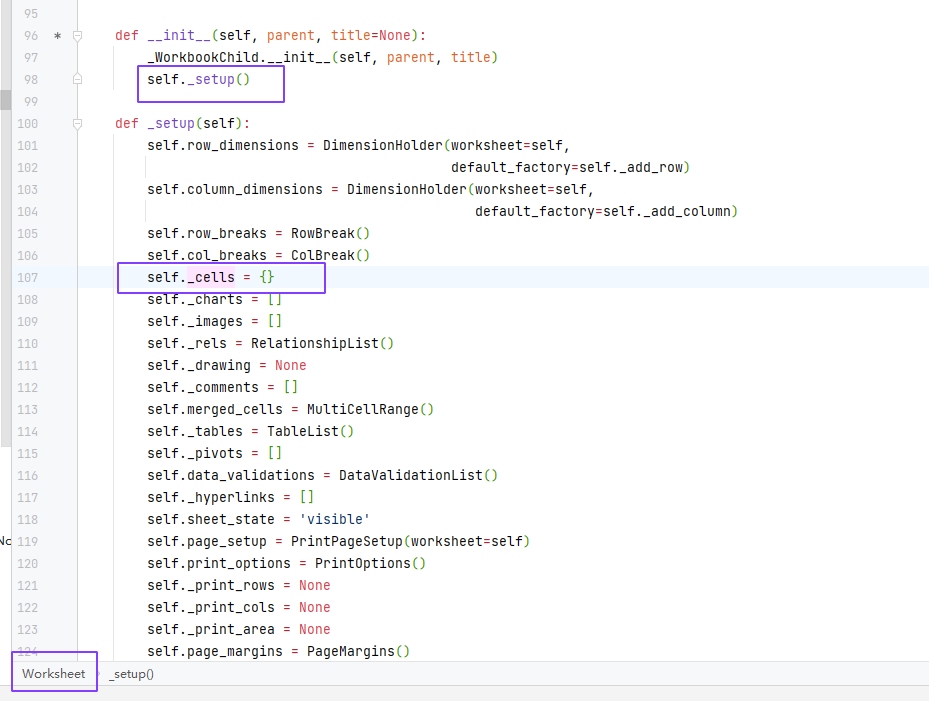 95
96 * def __init__(self, parent, title=None):
97 _WorkbookChild.__init__(self, parent, title)
98 self._setup()
99
100 def _setup(self):
101 self.row_dimensions = DimensionHolder(worksheet=self,
102 default_factory=self._add_row)
103 self.column_dimensions = DimensionHolder(worksheet=self,
104 default_factory=self._add_column)
105 self.row_breaks = RowBreak()
106 self.col_breaks = ColBreak()
107 self._cells = {}
108 self._charts = []
109 self._images = []
110 self._rels = RelationshipList()
111 self._drawing = None
112 self._comments = []
113 self.merged_cells = MultiCellRange()
114 self._tables = TableList()
115 self._pivots = []
116 self.data_validations = DataValidationList()
117 self._hyperlinks = []
118 self.sheet_state = 'visible'
No 119 self.page_setup = PrintPageSetup(worksheet=self)
120 self.print_options = PrintOptions()
121 self._print_rows = None
122 self._print_cols = None
123 self._print_area = None
124 self.page_margins = PageMargins()
Worksheet › _setup()